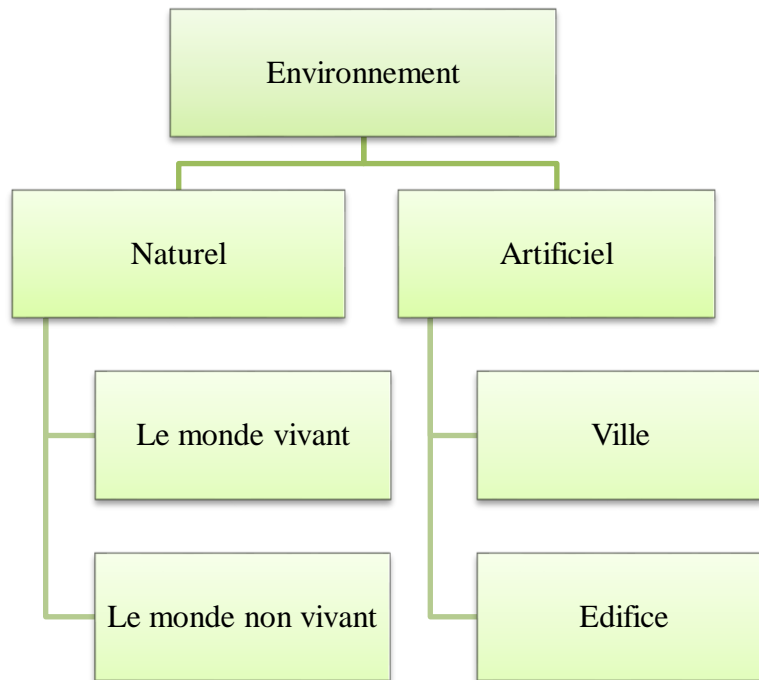 Environnement
Naturel
Artificiel
Le monde vivant
Ville
Le monde non vivant
Edifice